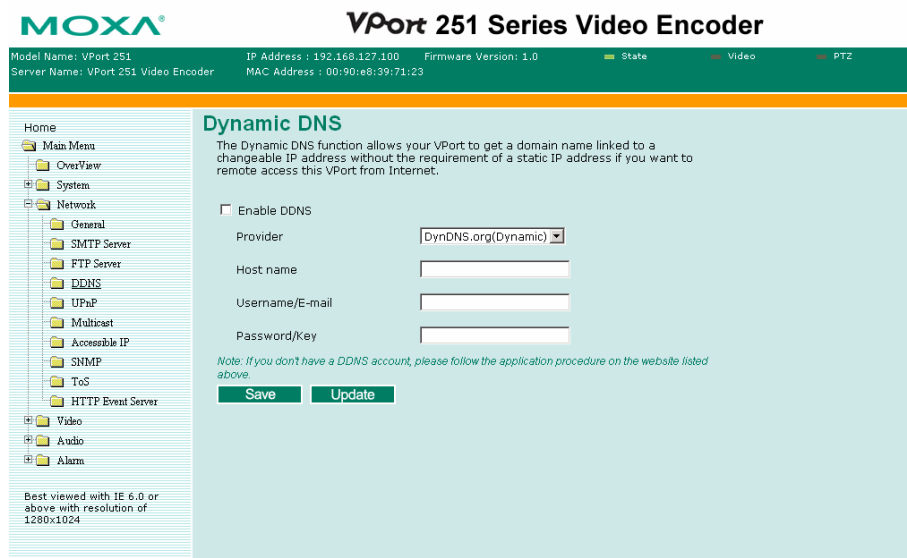 MOXA®
VPort 251 Series Video Encoder
Model Name: VPort 251
IP Address : 192.168.127.100
Firmware Version: 1.0
State
Video
PTZ
Server Name: VPort 251 Video Encoder
MAC Address : 00:90:e8:39:71:23
Home
Main Menu
OverView
System
Network
General
SMTP Server
FTP Server
DDNS
UPnP
Multicast
Accessible IP
SNMP
ToS
HTTP Event Server
Video
Audio
Alarm
Best viewed with IE 6.0 or
above with resolution of
1280x1024
Dynamic DNS
The Dynamic DNS function allows your VPort to get a domain name linked to a
changeable IP address without the requirement of a static IP address if you want to
remote access this VPort from Internet.
Enable DDNS
Provider
DynDNS.org(Dynamic)
Host name
Username/E-mail
Password/Key
Note: If you don't have a DDNS account, please follow the application procedure on the website listed
above.
Save
Update